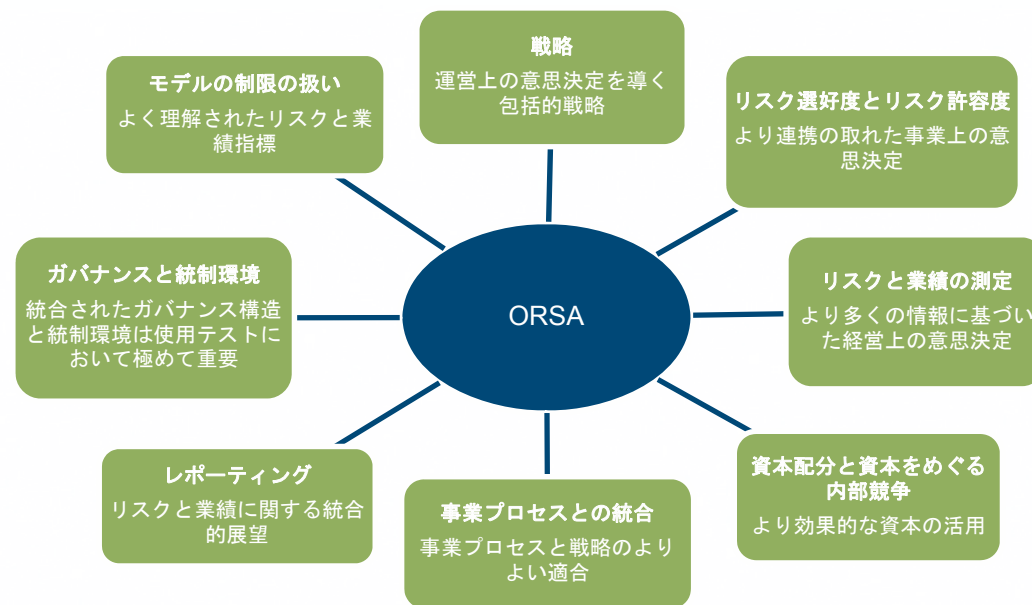 戦略
運営上の意思決定を導く
包括的戦略
モデルの制限の扱い
よく理解されたリスクと業
績指標
リスク選好度とリスク許容度
より連携の取れた事業上の意
思決定
ガバナンスと統制環境
統合されたガバナンス構造
と統制環境は使用テストに
おいて極めて重要
ORSA
リスクと業績の測定
より多くの情報に基づい
た経営上の意思決定
レポーティング
リスクと業績に関する統合
的展望
事業プロセスとの統合
事業プロセスと戦略のより
よい適合
資本配分と資本をめぐる
内部競争
より効果的な資本の活用